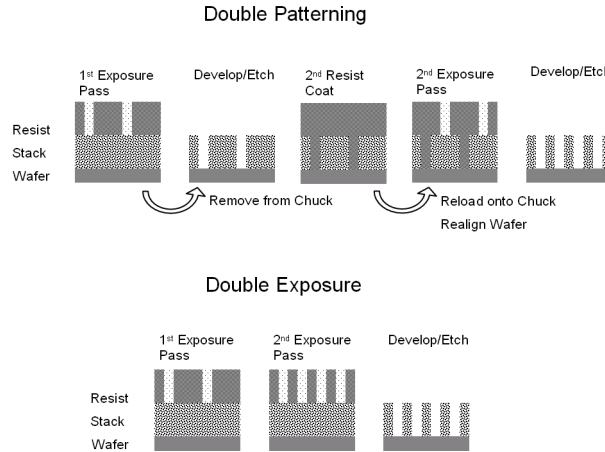 Double Patterning
1st Exposure
Pass
Develop/Etch
2nd Resist
Coat
2nd Exposure
Pass
Develop/Etch
Resist
Stack
Wafer
Remove from Chuck
Reload onto Chuck
Realign Wafer
Double Exposure
1st Exposure
Pass
2nd Exposure
Pass
Develop/Etch
Resist
Stack
Wafer